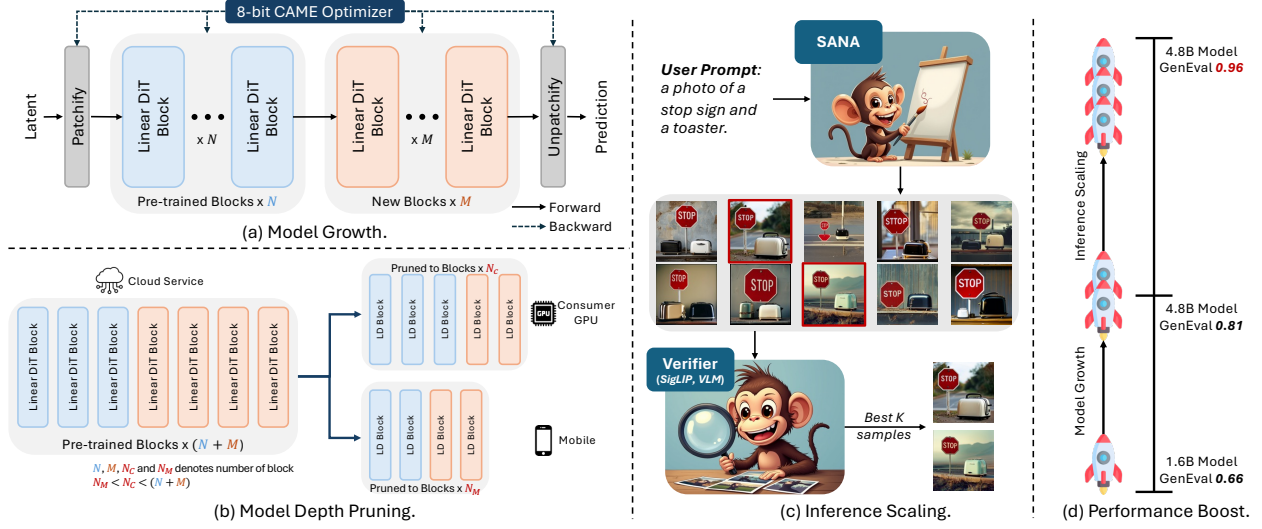 8-bit CAME Optimizer
Latent
Patchify
Linear DiT
Block
x N
Linear DiT
Block
Linear DiT
Block
x M
Linear DiT
Block
Unpatchify
Prediction
Pre-trained Blocks x N
New Blocks x M
Forward
Backward
(a) Model Growth.
Cloud Service
Linear DiT Block
Linear DiT Block
Linear DiT Block
Linear DiT Block
Linear DiT Block
Linear DiT Block
Linear DiT Block
Pre-trained Blocks x (N + M)
N, M, N_C and N_M denotes number of block
N_M < N_C < (N + M)
Pruned to Blocks x N_C
LD Block
LD Block
LD Block
LD Block
LD Block
GPU
Consumer
GPU
LD Block
LD Block
LD Block
LD Block
Pruned to Blocks x N_M
Mobile
(b) Model Depth Pruning.
SANA
User Prompt:
a photo of a
stop sign and
a toaster.
STOP
STOP
STOP
STTOP
STOP
STOP
STOP
STOP
STOP
STOP
Verifier
(SigLIP, VLM)
Best K
samples
STOP
STOP
(c) Inference Scaling.
4.8B Model
GenEval 0.96
Inference Scaling
4.8B Model
GenEval 0.81
Model Growth
1.6B Model
GenEval 0.66
(d) Performance Boost.